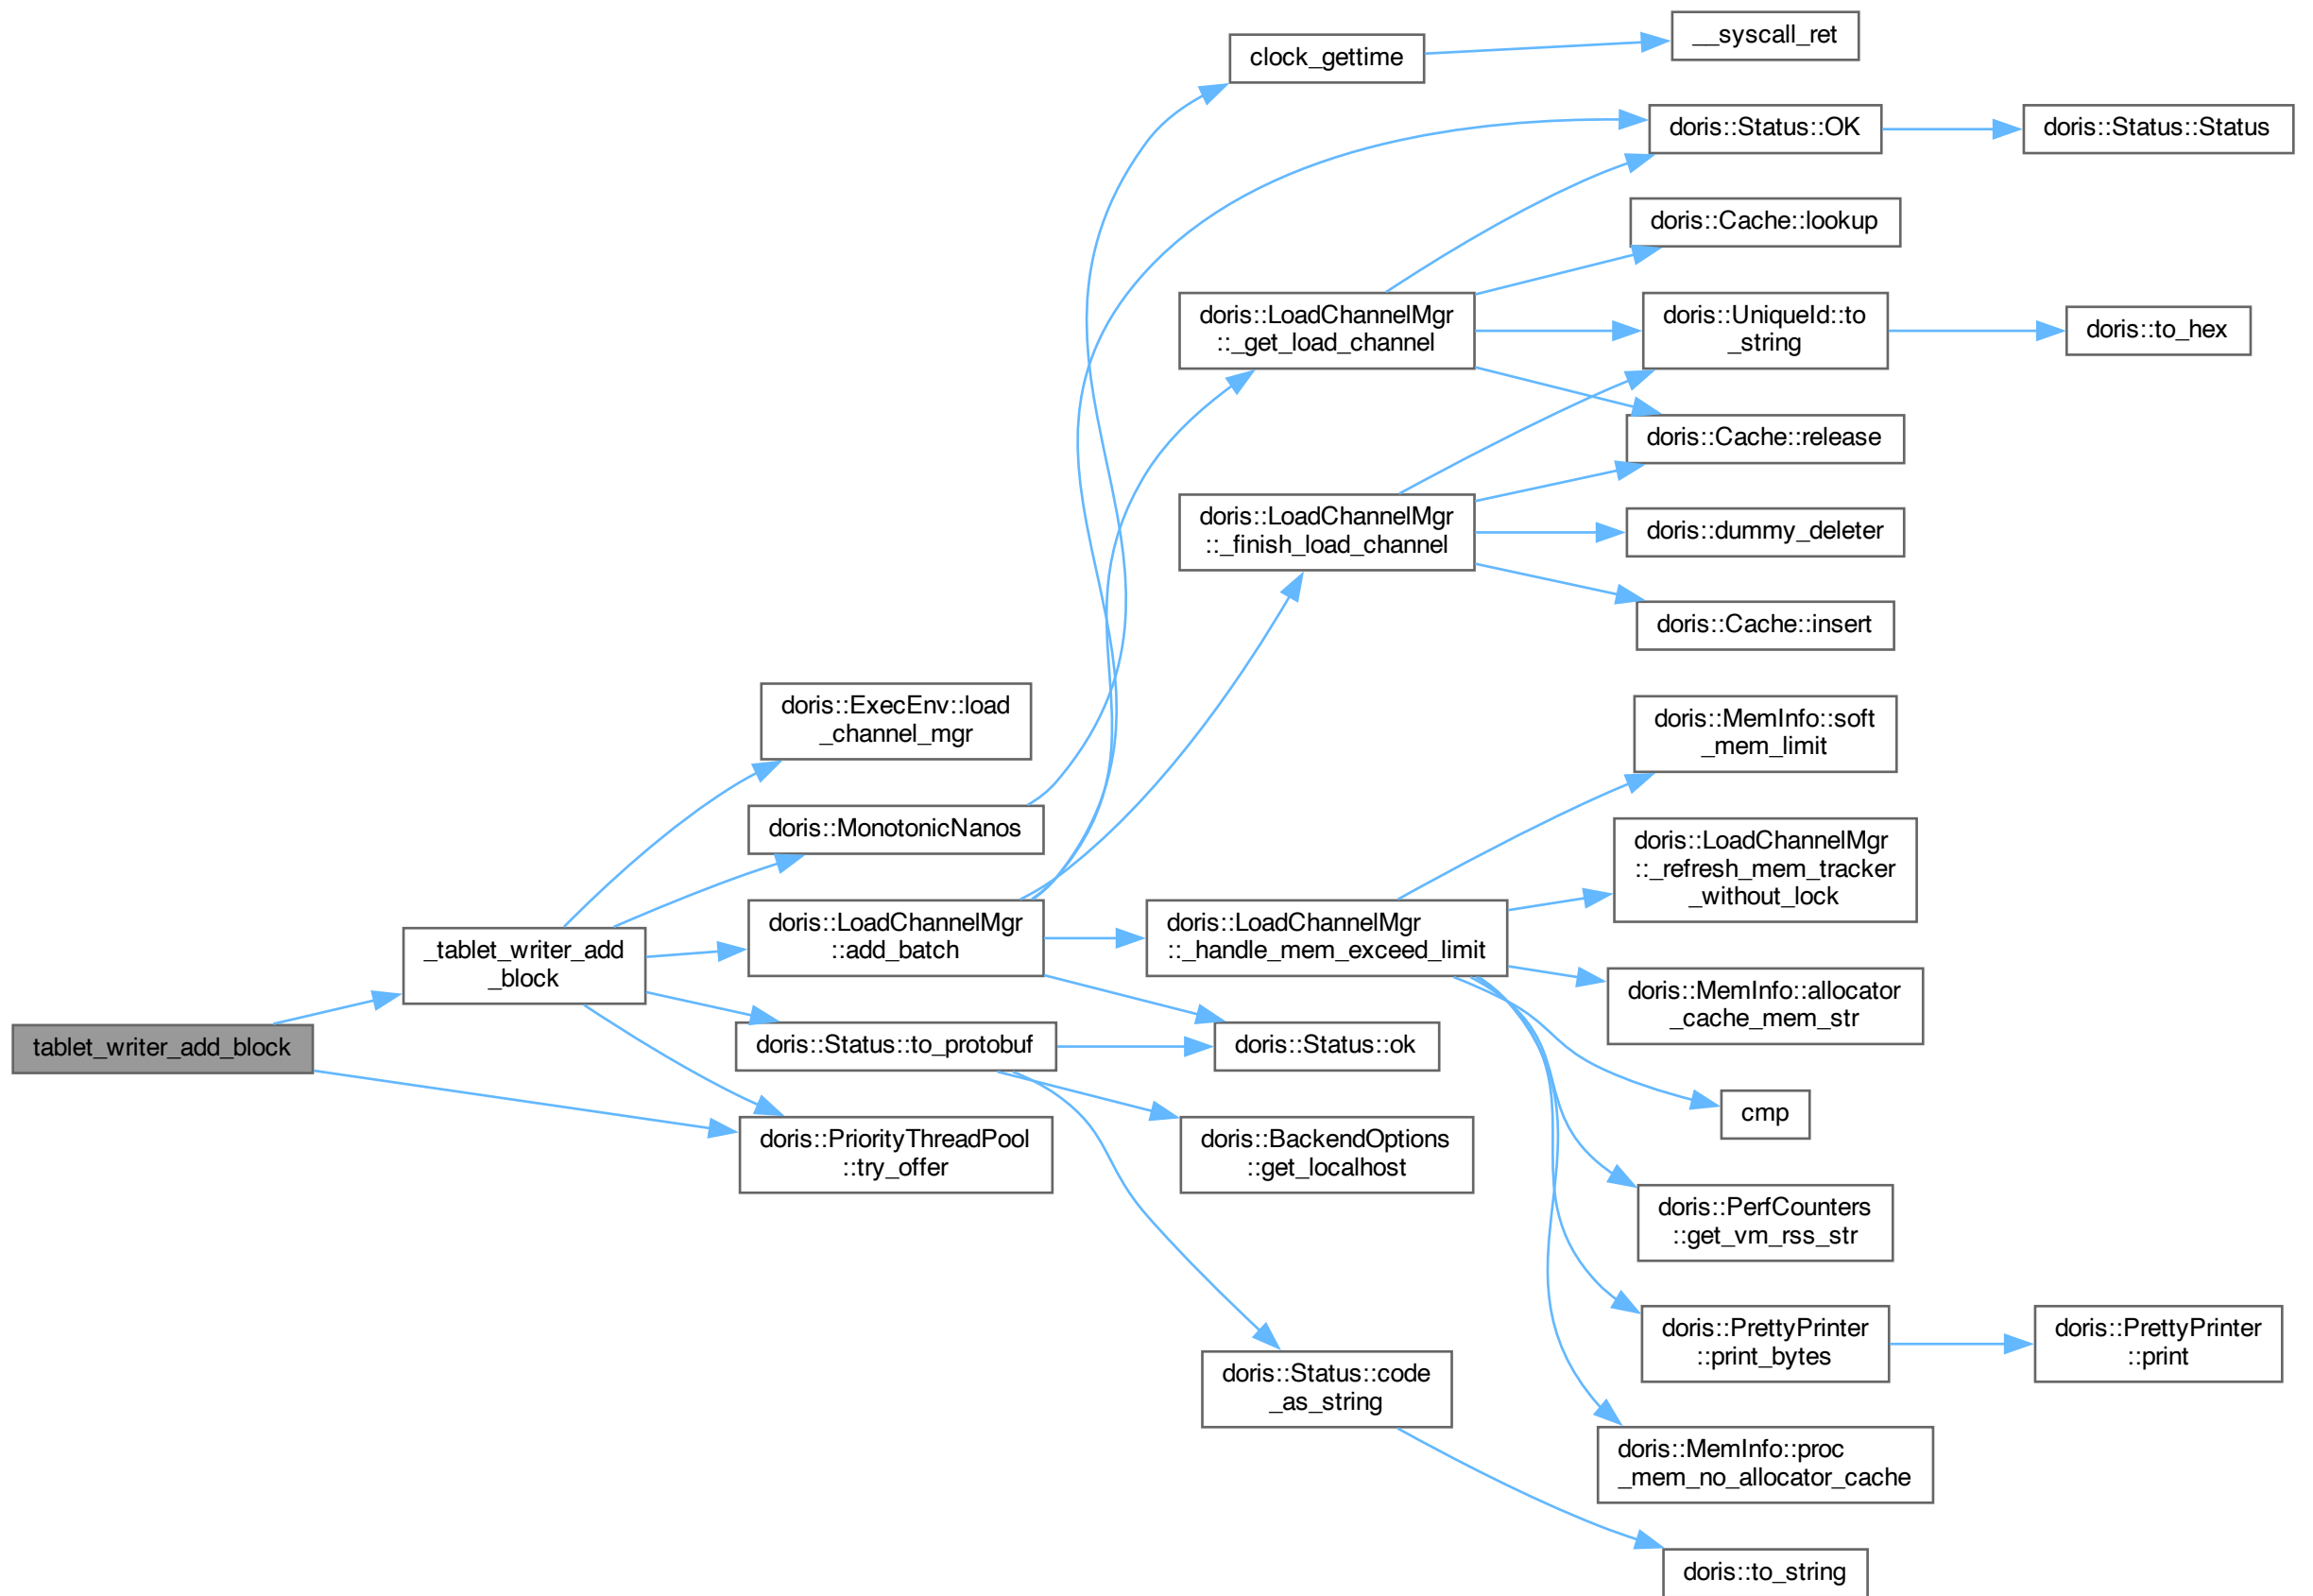 tablet_writer_add_block
_tablet_writer_add
_block
doris::ExecEnv::load
_channel_mgr
doris::MonotonicNanos
doris::LoadChannelMgr
::add_batch
doris::Status::to_protobuf
doris::PriorityThreadPool
::try_offer
clock_gettime
doris::LoadChannelMgr
::_get_load_channel
doris::LoadChannelMgr
::_finish_load_channel
doris::LoadChannelMgr
::_handle_mem_exceed_limit
doris::Status::ok
doris::BackendOptions
::get_localhost
doris::Status::code
_as_string
__syscall_ret
doris::Status::OK
doris::Cache::lookup
doris::UniqueId::to
_string
doris::Cache::release
doris::dummy_deleter
doris::Cache::insert
doris::MemInfo::soft
_mem_limit
doris::LoadChannelMgr
::_refresh_mem_tracker
_without_lock
doris::MemInfo::allocator
_cache_mem_str
cmp
doris::PerfCounters
::get_vm_rss_str
doris::PrettyPrinter
::print_bytes
doris::MemInfo::proc
_mem_no_allocator_cache
doris::to_string
doris::Status::Status
doris::to_hex
doris::PrettyPrinter
::print